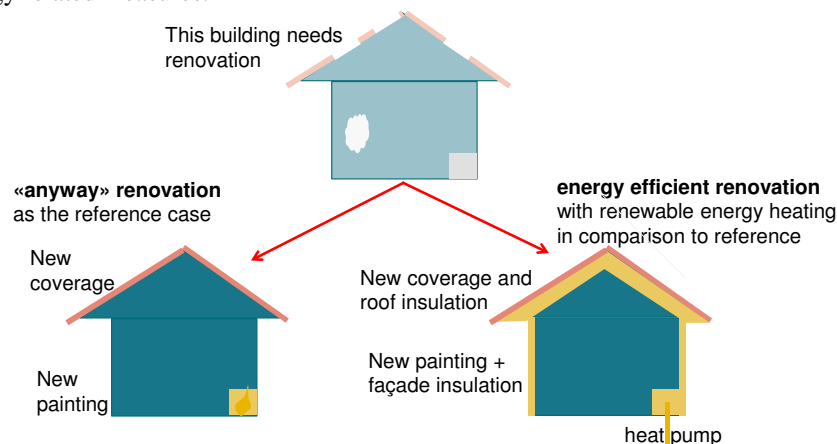 This building needs
renovation
«anyway» renovation
as the reference case
energy efficient renovation
with renewable energy heating
in comparison to reference
New
coverage
New
painting
New coverage and
roof insulation
New painting +
façade insulation
heat pump